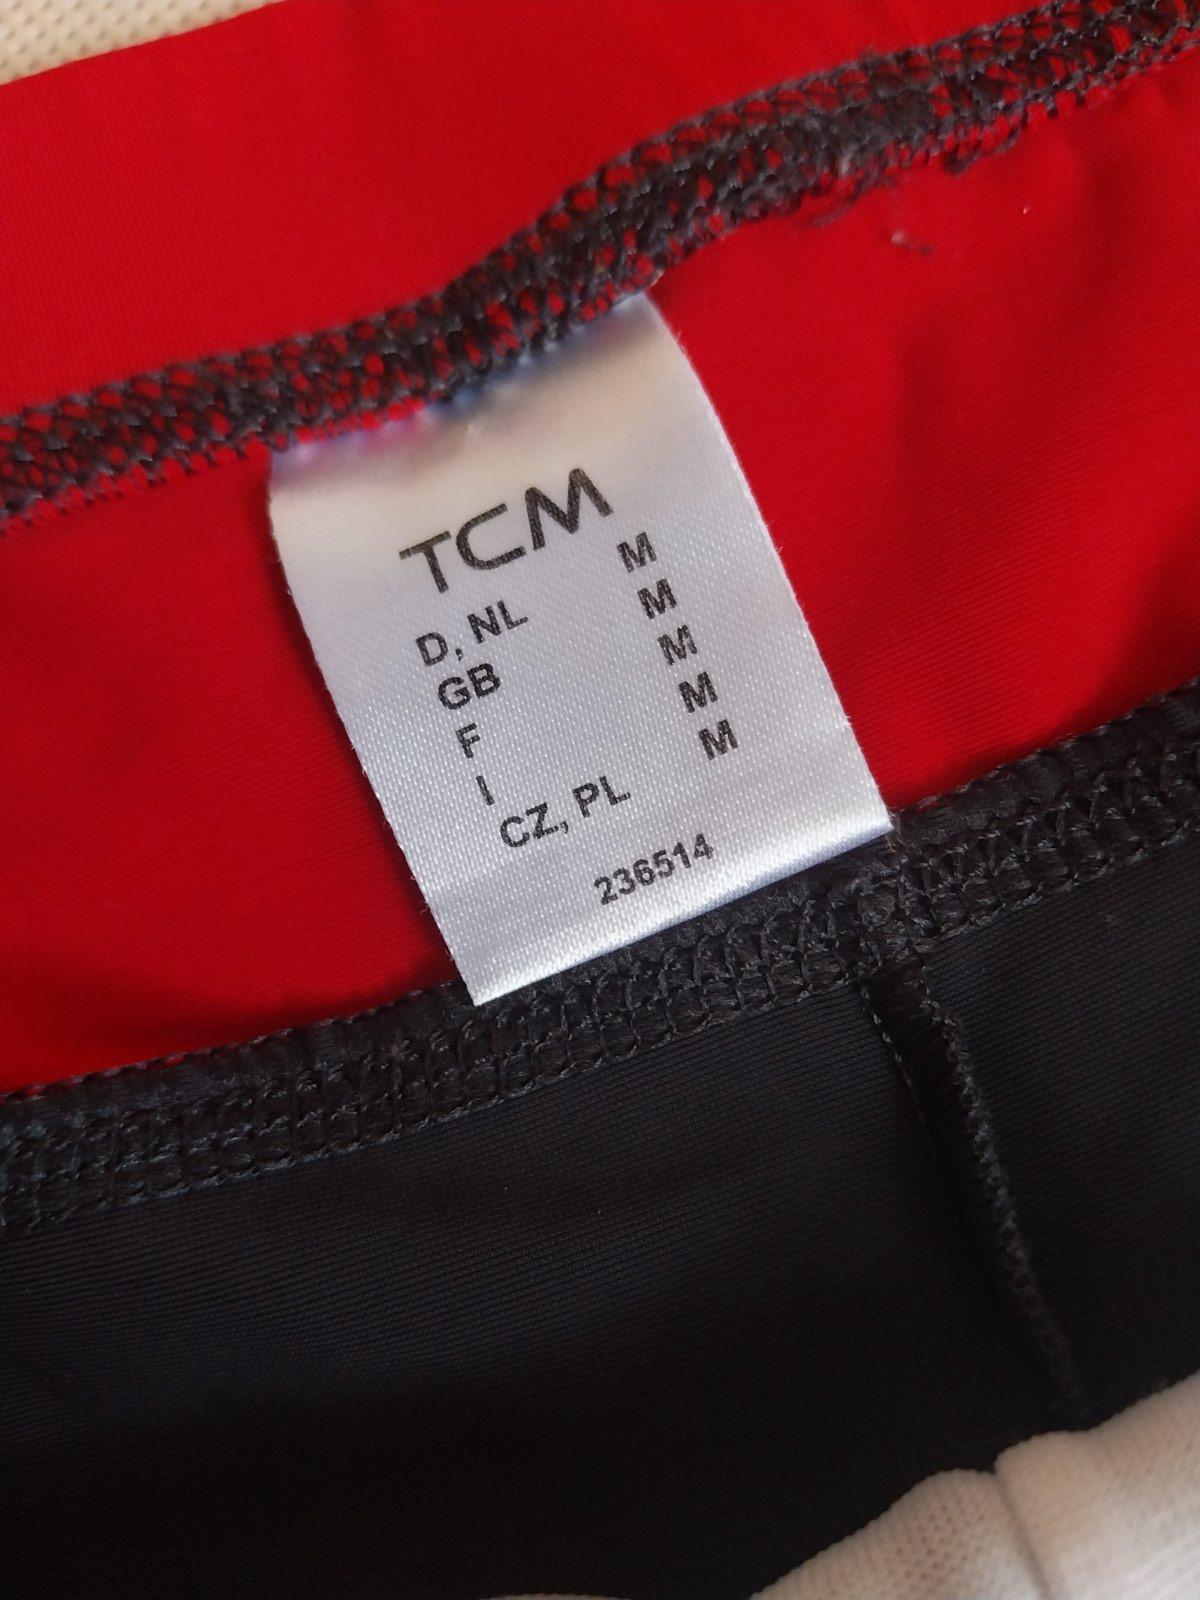 TCM
D, NL M
GB M
F M
I M
CZ, PL M
236514